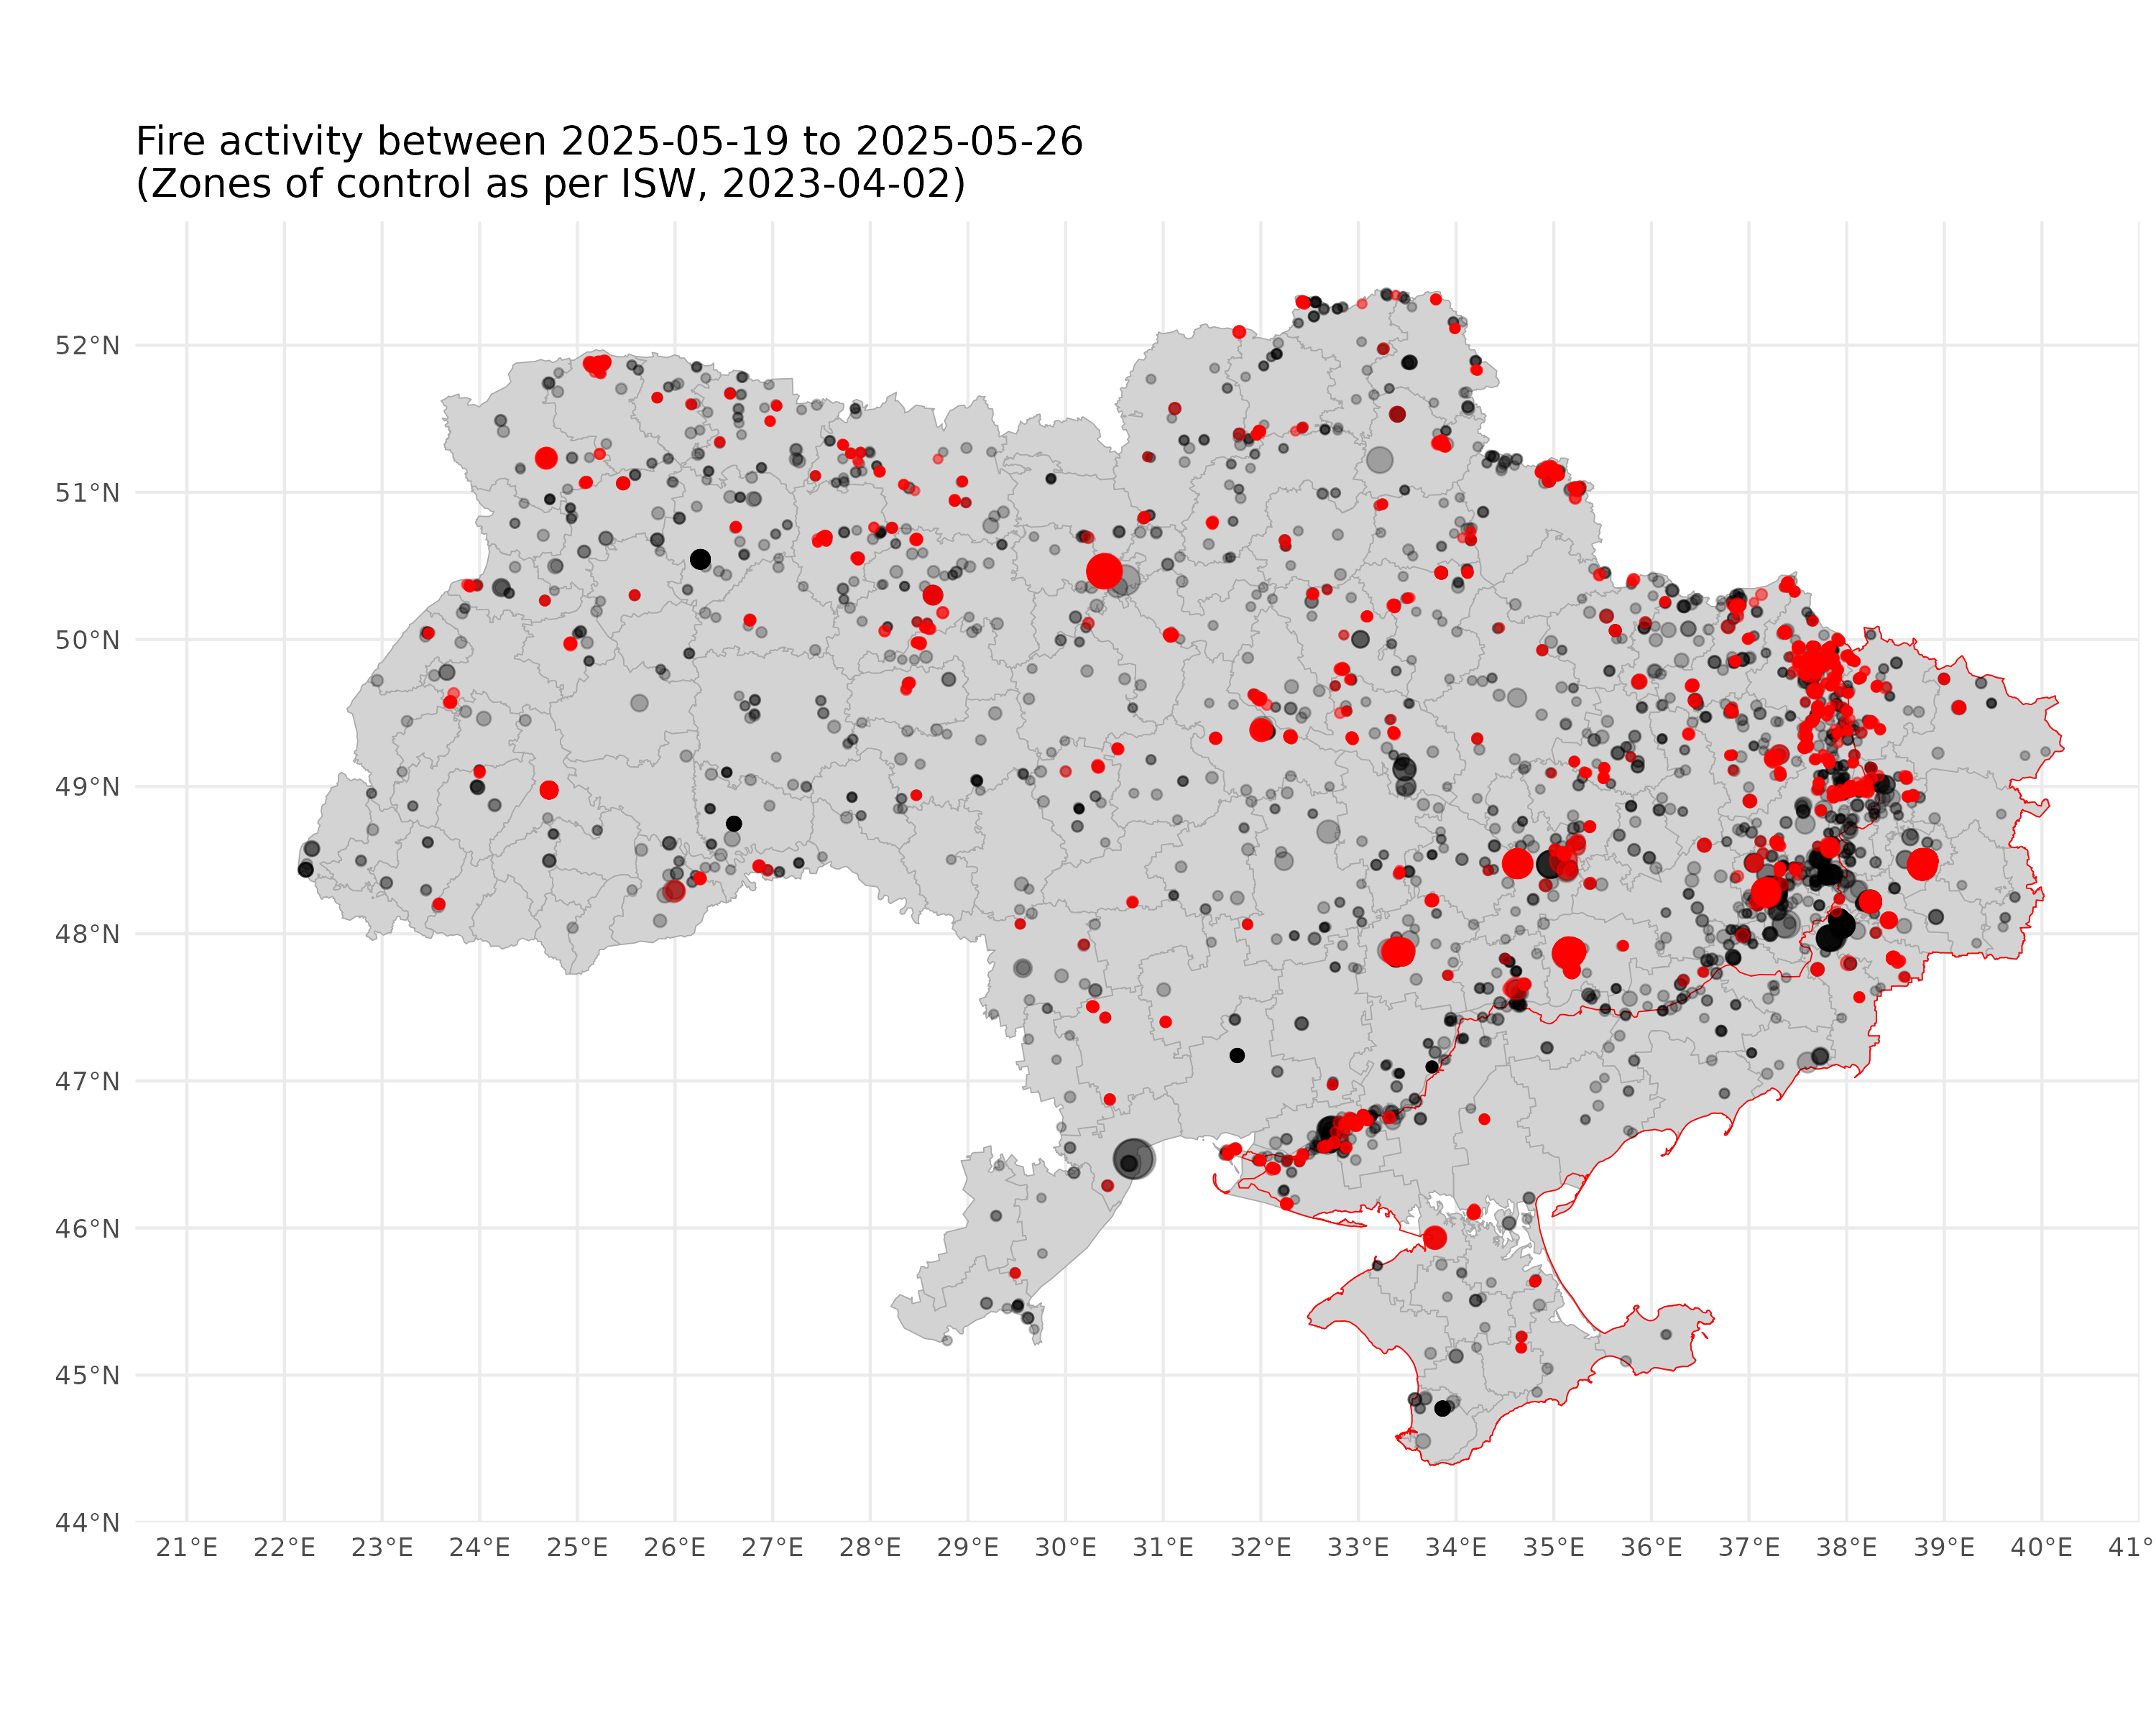 Fire activity between 2025-05-19 to 2025-05-26
(Zones of control as per ISW, 2023-04-02)
52°N
51°N
50°N
49°N
48°N
47°N
46°N
45°N
44°N
21°E 22°E 23°E 24°E 25°E 26°E 27°E 28°E 29°E 30°E 31°E 32°E 33°E 34°E 35°E 36°E 37°E 38°E 39°E 40°E 41°